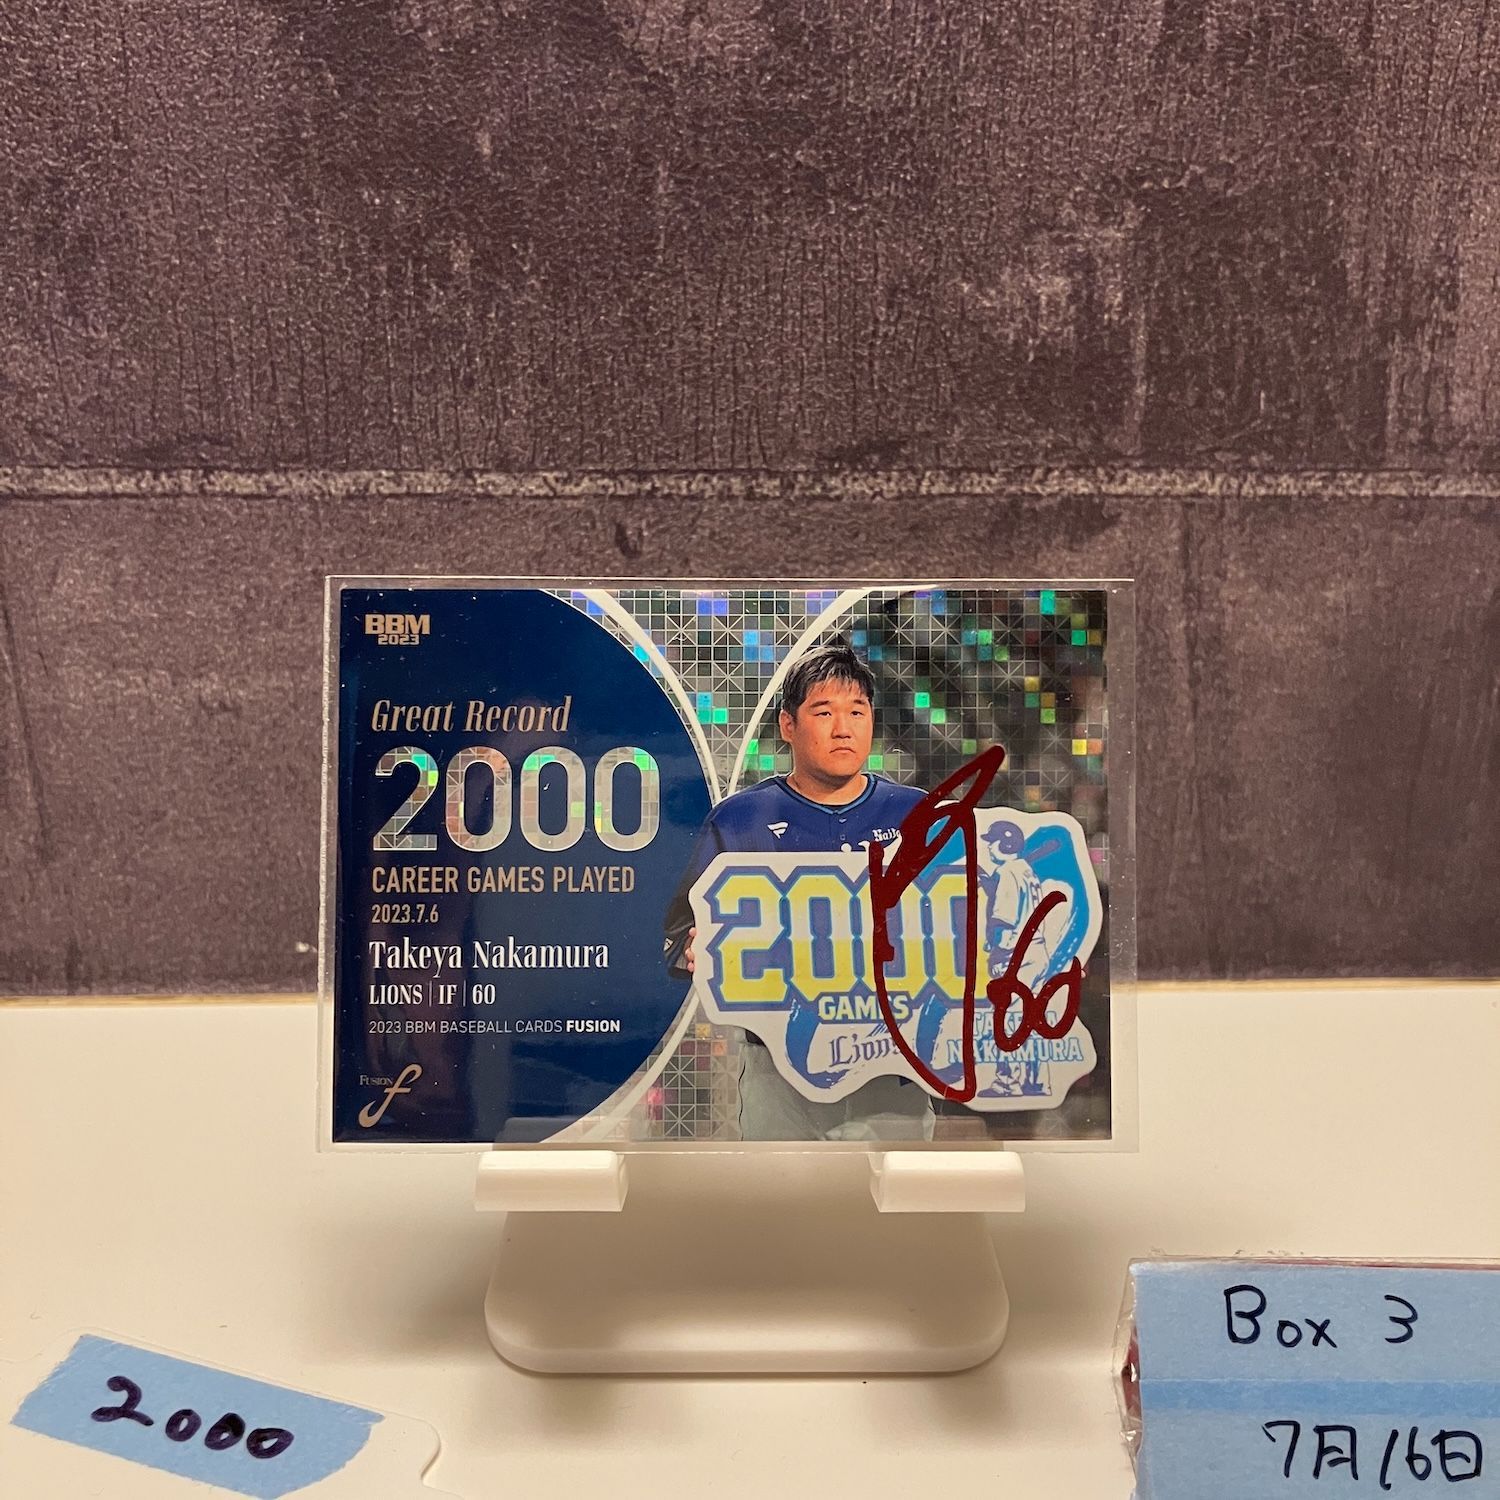 BBM
2023
Great Record
2000
CAREER GAMES PLAYED
2023.7.6
Takeya Nakamura
LIONS | IF | 60
2023 BBM BASEBALL CARDS FUSION
FUSION
f
2000
GAMES
Lions
TAKEYA
NAKAMURA
60
2000
Box 3
7月16日